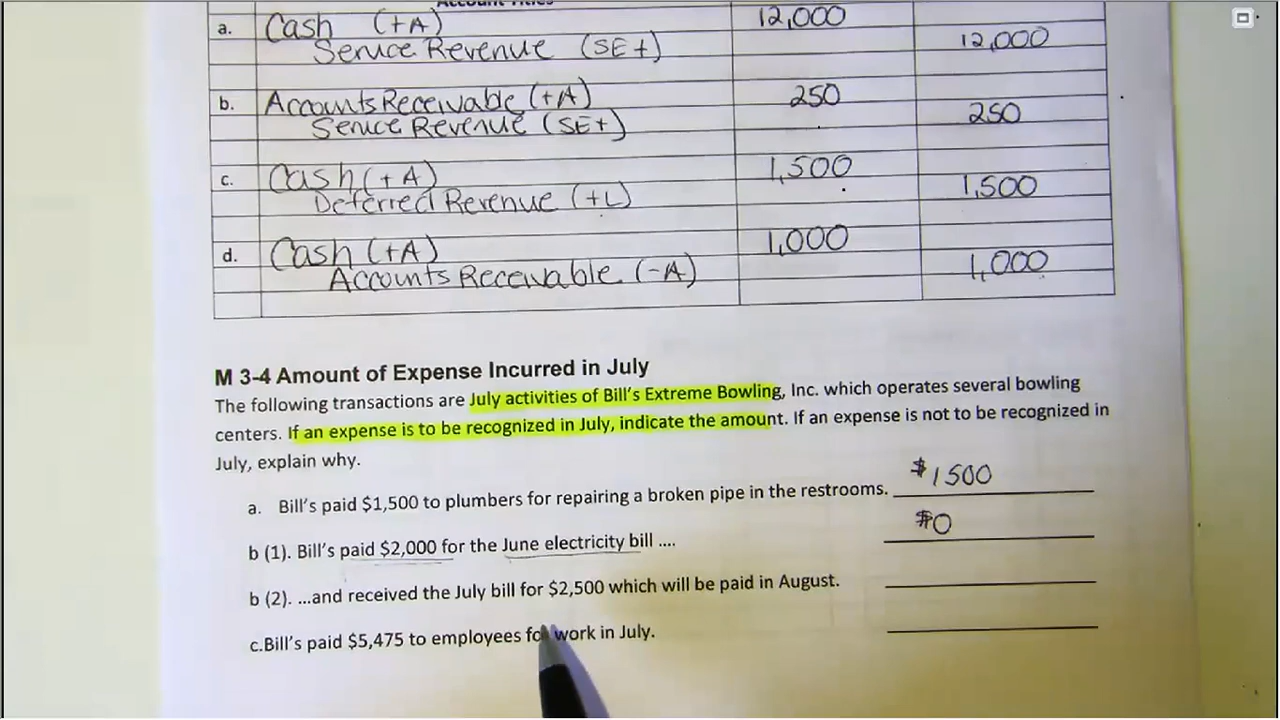 a. Cash (+A) 12,000
Service Revenue (SE+) 12,000
b. Accounts Receivable (+A) 250
Service Revenue (SE+) 250
c. Cash (+A) 1,500
Deferred Revenue (+L) 1,500
d. Cash (+A) 1,000
Accounts Receivable (-A) 1,000
M 3-4 Amount of Expense Incurred in July
The following transactions are July activities of Bill's Extreme Bowling, Inc. which operates several bowling
centers. If an expense is to be recognized in July, indicate the amount. If an expense is not to be recognized in
July, explain why.
a. Bill's paid $1,500 to plumbers for repairing a broken pipe in the restrooms. $1500
b (1). Bill's paid $2,000 for the June electricity bill .... $0
b (2). ...and received the July bill for $2,500 which will be paid in August.
c.Bill's paid $5,475 to employees for work in July.